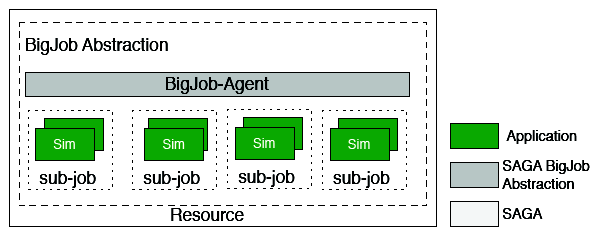 BigJob Abstraction
BigJob-Agent
Sim
Sim
Sim
Sim
sub-job
sub-job
sub-job
sub-job
Resource
Application
SAGA BigJob
Abstraction
SAGA